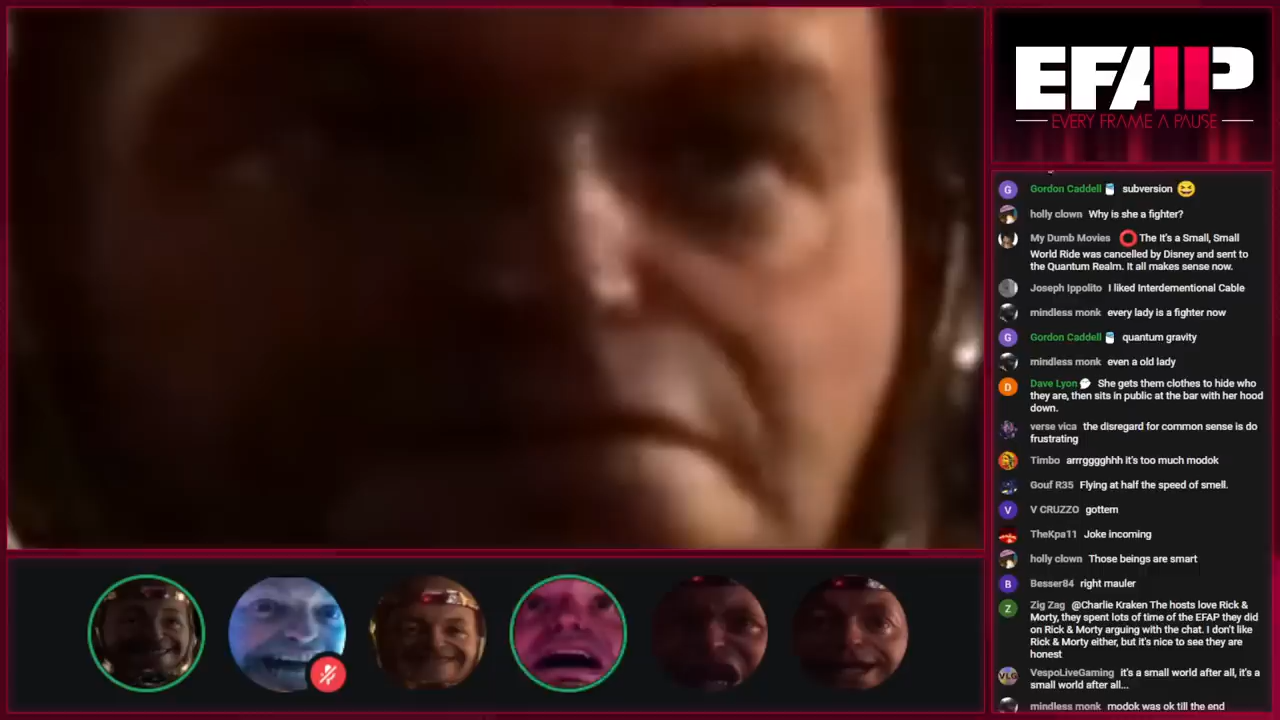 EFAP
EVERY FRAME A PAUSE
G Gordon Caddell subversion
holly clown Why is she a fighter?
My Dumb Movies The It's a Small, Small
World Ride was cancelled by Disney and sent to
the Quantum Realm. It all makes sense now.
Joseph Ippolito I liked Interdementional Cable
mindless monk every lady is a fighter now
G Gordon Caddell quantum gravity
mindless monk even a old lady
D Dave Lyon She gets them clothes to hide who
they are, then sits in public at the bar with her hood
down.
verse vica the disregard for common sense is do
frustrating
Timbo arrrgggghhh it's too much modok
Gouf R35 Flying at half the speed of smell.
V V CRUZZO gottem
TheKpa11 Joke incoming
holly clown Those beings are smart
B Besser84 right mauler
Z Zig Zag @Charlie Kraken The hosts love Rick &
Morty, they spent lots of time of the EFAP they did
on Rick & Morty arguing with the chat. I don't like
Rick & Morty either, but it's nice to see they are
honest
VLG VespoLiveGaming it's a small world after all, it's a
small world after all...
mindless monk modok was ok till the end